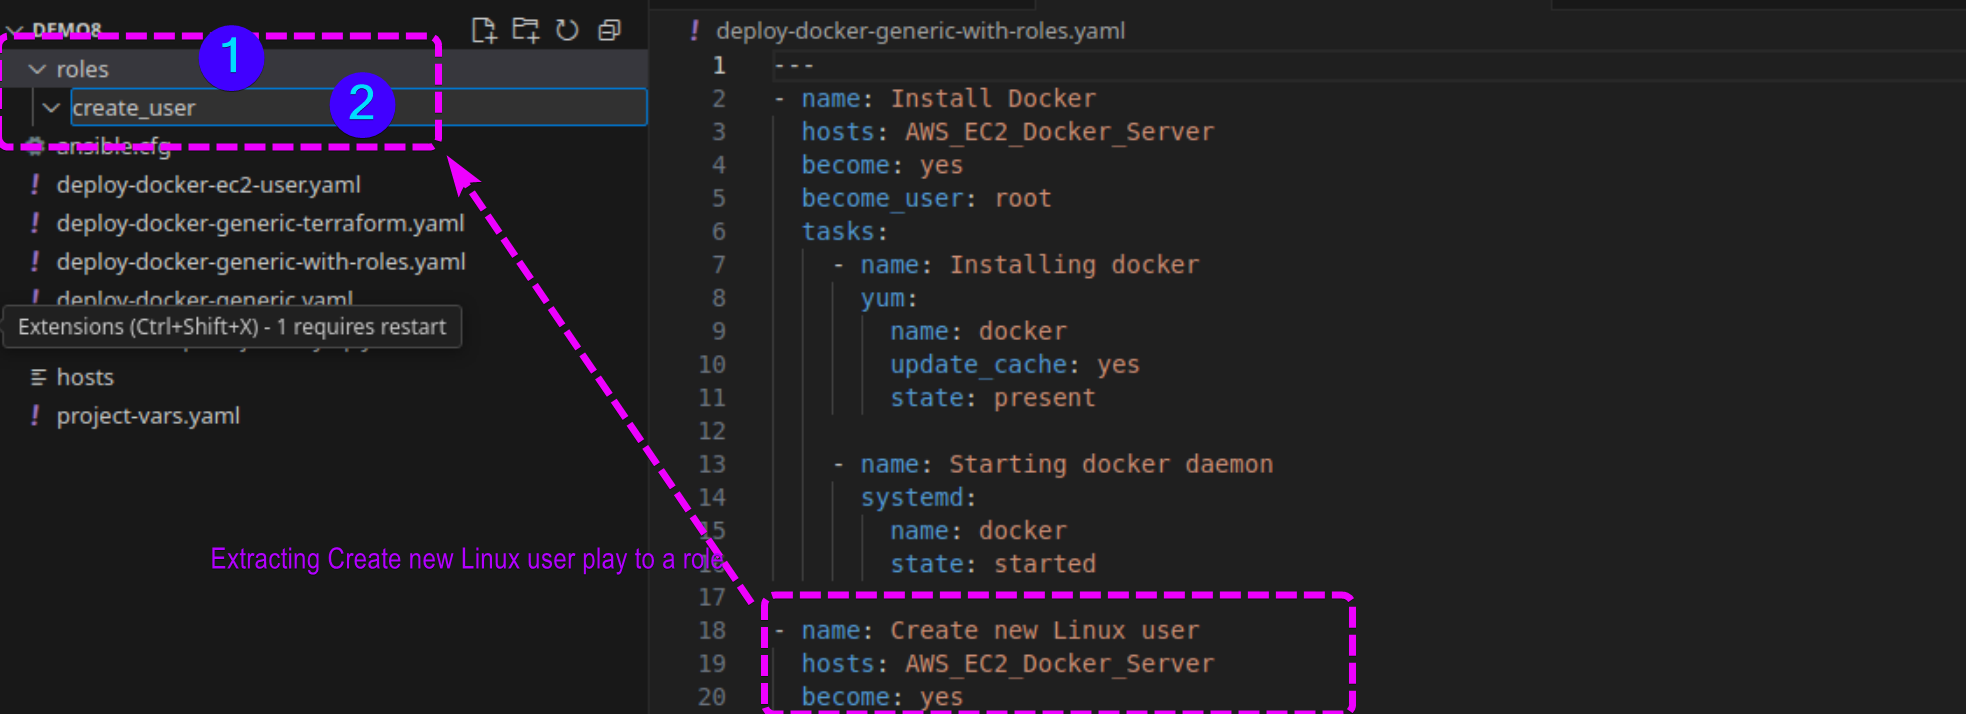 DEMO8
1
roles
2
create_user
ansible.cfg
deploy-docker-ec2-user.yaml
deploy-docker-generic-terraform.yaml
deploy-docker-generic-with-roles.yaml
deploy-docker-generic.yaml
Extensions (Ctrl+Shift+X) - 1 requires restart
hosts
project-vars.yaml
Extracting Create new Linux user play to a role
! deploy-docker-generic-with-roles.yaml
1 ---
2 - name: Install Docker
3 hosts: AWS_EC2_Docker_Server
4 become: yes
5 become_user: root
6 tasks:
7 - name: Installing docker
8 yum:
9 name: docker
10 update_cache: yes
11 state: present
12
13 - name: Starting docker daemon
14 systemd:
15 name: docker
16 state: started
17
18 - name: Create new Linux user
19 hosts: AWS_EC2_Docker_Server
20 become: yes